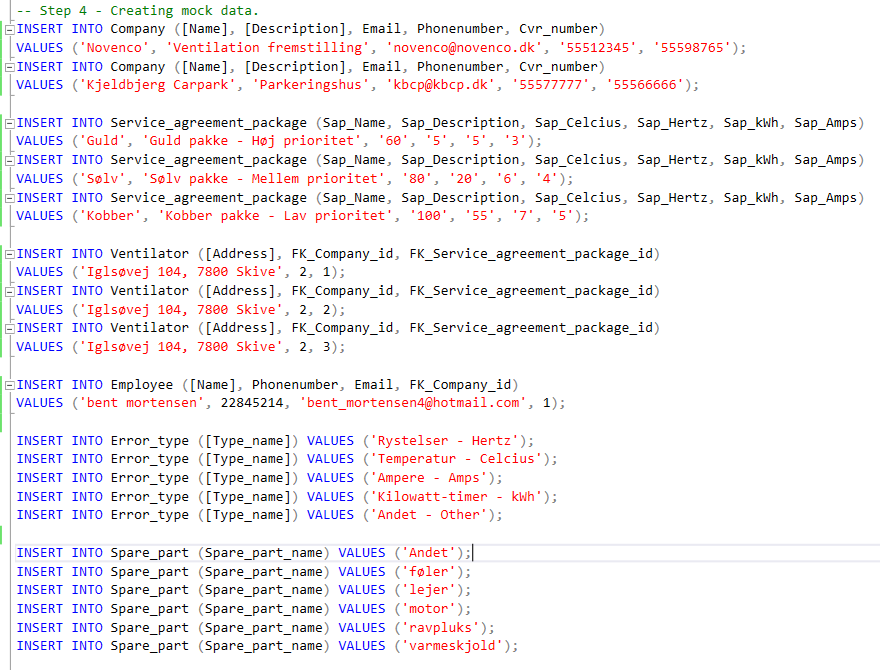 -- Step 4 - Creating mock data.
INSERT INTO Company ([Name], [Description], Email, Phonenumber, Cvr_number)
VALUES ('Novenco', 'Ventilation fremstilling', 'novenco@novenco.dk', '55512345', '55598765');
INSERT INTO Company ([Name], [Description], Email, Phonenumber, Cvr_number)
VALUES ('Kjeldbjerg Carpark', 'Parkeringshus', 'kbcp@kbcp.dk', '55577777', '55566666');
INSERT INTO Service_agreement_package (Sap_Name, Sap_Description, Sap_Celcius, Sap_Hertz, Sap_kWh, Sap_Amps)
VALUES ('Guld', 'Guld pakke - Høj prioritet', '60', '5', '5', '3');
INSERT INTO Service_agreement_package (Sap_Name, Sap_Description, Sap_Celcius, Sap_Hertz, Sap_kWh, Sap_Amps)
VALUES ('Sølv', 'Sølv pakke - Mellem prioritet', '80', '20', '6', '4');
INSERT INTO Service_agreement_package (Sap_Name, Sap_Description, Sap_Celcius, Sap_Hertz, Sap_kWh, Sap_Amps)
VALUES ('Kobber', 'Kobber pakke - Lav prioritet', '100', '55', '7', '5');
INSERT INTO Ventilator ([Address], FK_Company_id, FK_Service_agreement_package_id)
VALUES ('Iglsøvej 104, 7800 Skive', 2, 1);
INSERT INTO Ventilator ([Address], FK_Company_id, FK_Service_agreement_package_id)
VALUES ('Iglsøvej 104, 7800 Skive', 2, 2);
INSERT INTO Ventilator ([Address], FK_Company_id, FK_Service_agreement_package_id)
VALUES ('Iglsøvej 104, 7800 Skive', 2, 3);
INSERT INTO Employee ([Name], Phonenumber, Email, FK_Company_id)
VALUES ('bent mortensen', 22845214, 'bent_mortensen4@hotmail.com', 1);
INSERT INTO Error_type ([Type_name]) VALUES ('Rystelser - Hertz');
INSERT INTO Error_type ([Type_name]) VALUES ('Temperatur - Celcius');
INSERT INTO Error_type ([Type_name]) VALUES ('Ampere - Amps');
INSERT INTO Error_type ([Type_name]) VALUES ('Kilowatt-timer - kWh');
INSERT INTO Error_type ([Type_name]) VALUES ('Andet - Other');
INSERT INTO Spare_part (Spare_part_name) VALUES ('Andet');
INSERT INTO Spare_part (Spare_part_name) VALUES ('føler');
INSERT INTO Spare_part (Spare_part_name) VALUES ('lejer');
INSERT INTO Spare_part (Spare_part_name) VALUES ('motor');
INSERT INTO Spare_part (Spare_part_name) VALUES ('ravpluks');
INSERT INTO Spare_part (Spare_part_name) VALUES ('varmeskjold');